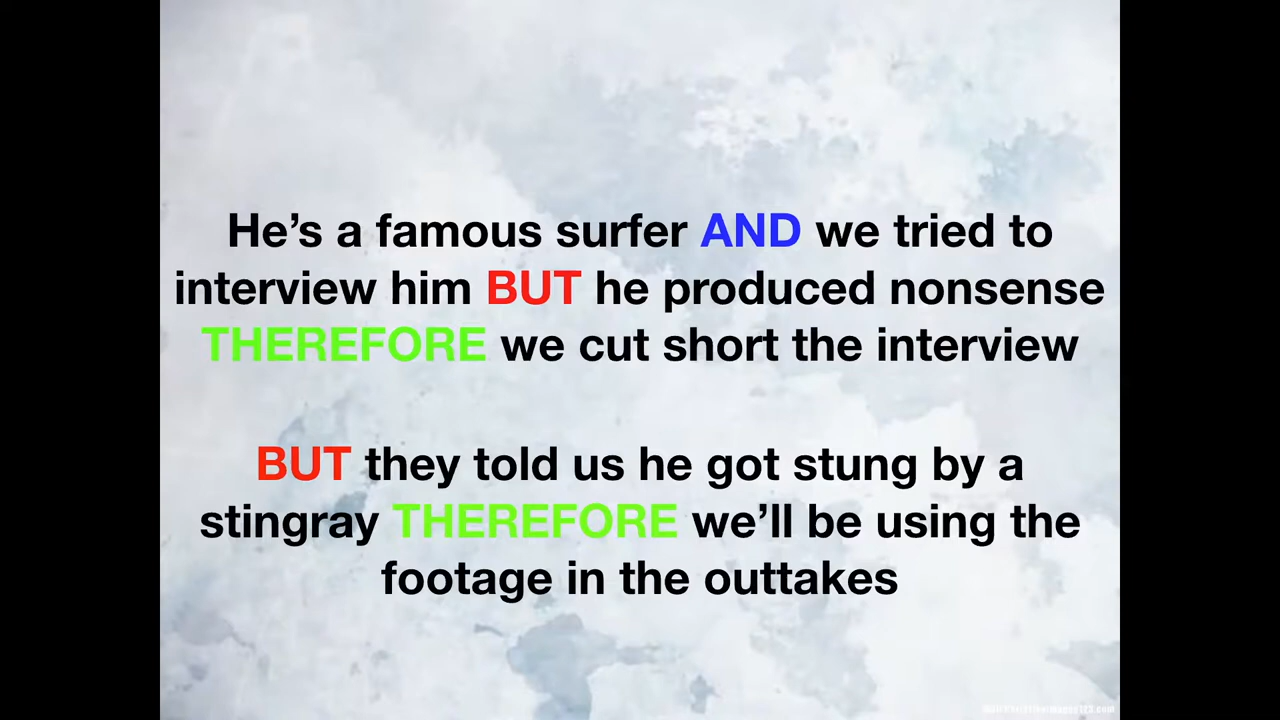 He’s a famous surfer AND we tried to
interview him BUT he produced nonsense
THEREFORE we cut short the interview
BUT they told us he got stung by a
stingray THEREFORE we’ll be using the
footage in the outtakes